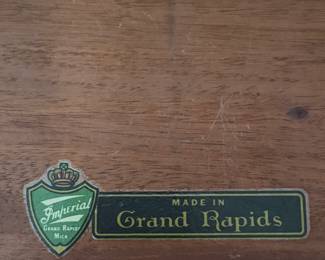 Imperial
GRAND RAPIDS
MICH
MADE IN
Grand Rapids